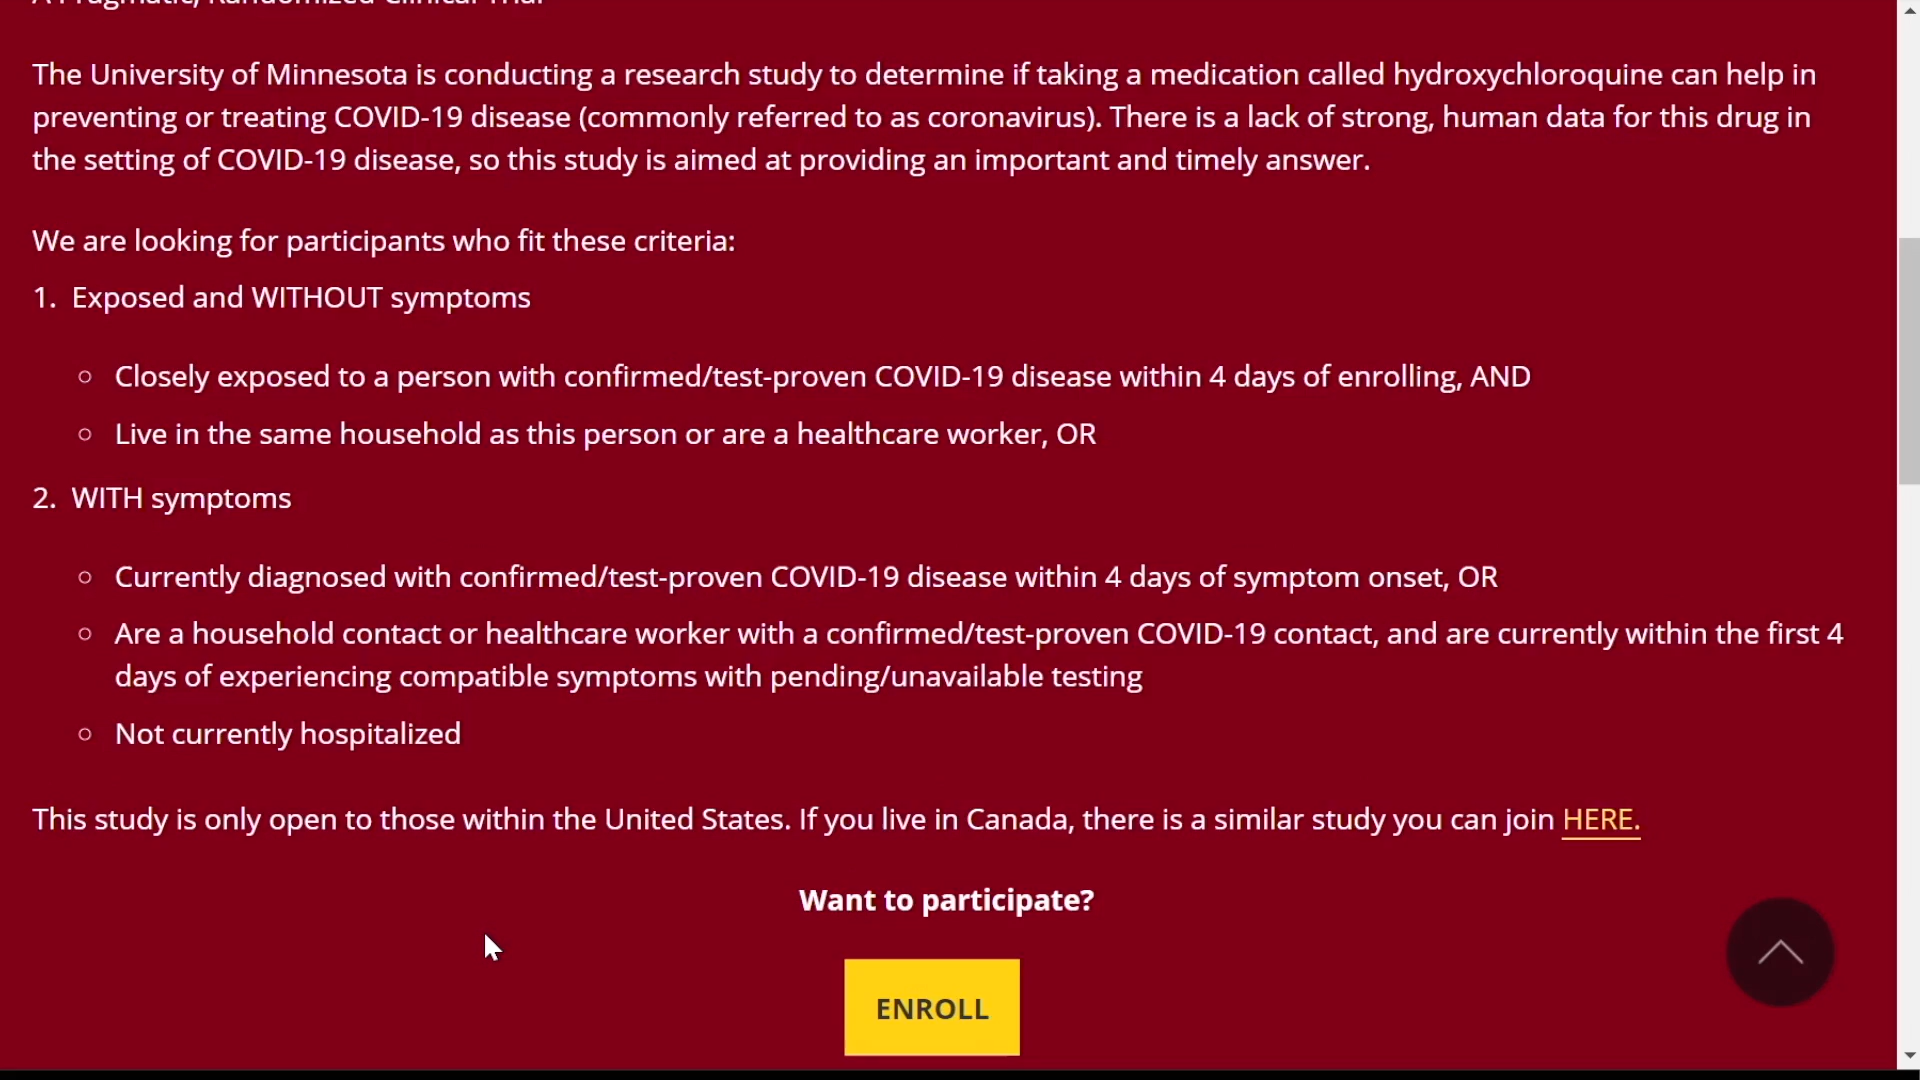 A Pragmatic, Randomized Clinical Trial
The University of Minnesota is conducting a research study to determine if taking a medication called hydroxychloroquine can help in
preventing or treating COVID-19 disease (commonly referred to as coronavirus). There is a lack of strong, human data for this drug in
the setting of COVID-19 disease, so this study is aimed at providing an important and timely answer.
We are looking for participants who fit these criteria:
1. Exposed and WITHOUT symptoms
Closely exposed to a person with confirmed/test-proven COVID-19 disease within 4 days of enrolling, AND
Live in the same household as this person or are a healthcare worker, OR
2. WITH symptoms
Currently diagnosed with confirmed/test-proven COVID-19 disease within 4 days of symptom onset, OR
Are a household contact or healthcare worker with a confirmed/test-proven COVID-19 contact, and are currently within the first 4
days of experiencing compatible symptoms with pending/unavailable testing
Not currently hospitalized
This study is only open to those within the United States. If you live in Canada, there is a similar study you can join HERE.
Want to participate?
ENROLL